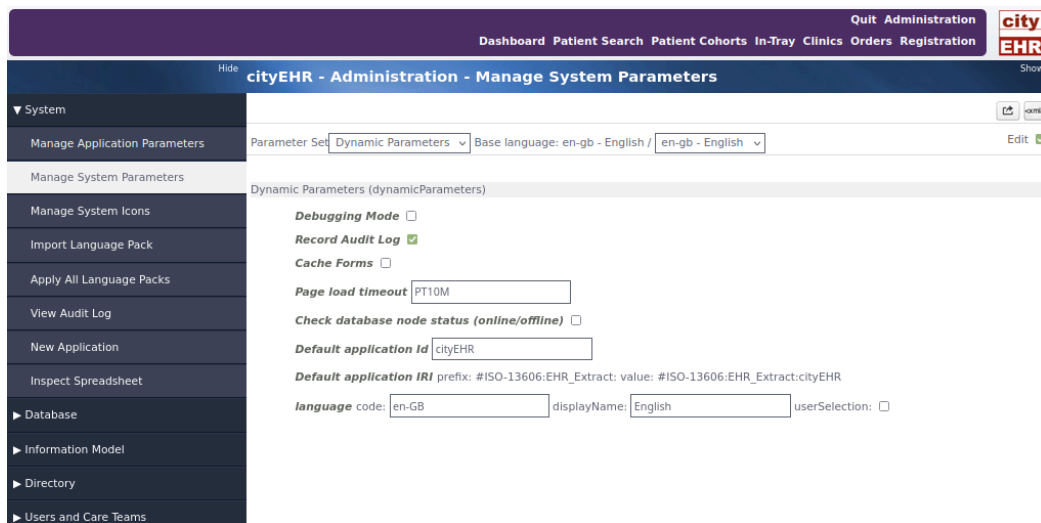 Quit Administration
city
EHR
Dashboard Patient Search Patient Cohorts In-Tray Clinics Orders Registration
Hide
cityEHR - Administration - Manage System Parameters
Show
▼ System
Manage Application Parameters
Manage System Parameters
Manage System Icons
Import Language Pack
Apply All Language Packs
View Audit Log
New Application
Inspect Spreadsheet
▶ Database
▶ Information Model
▶ Directory
▶ Users and Care Teams
Parameter Set Dynamic Parameters Base language: en-gb - English / en-gb - English
Edit
Dynamic Parameters (dynamicParameters)
Debugging Mode
Record Audit Log
Cache Forms
Page load timeout PT10M
Check database node status (online/offline)
Default application Id cityEHR
Default application IRI prefix: #ISO-13606:EHR_Extract: value: #ISO-13606:EHR_Extract:cityEHR
language code: en-GB displayName: English userSelection: